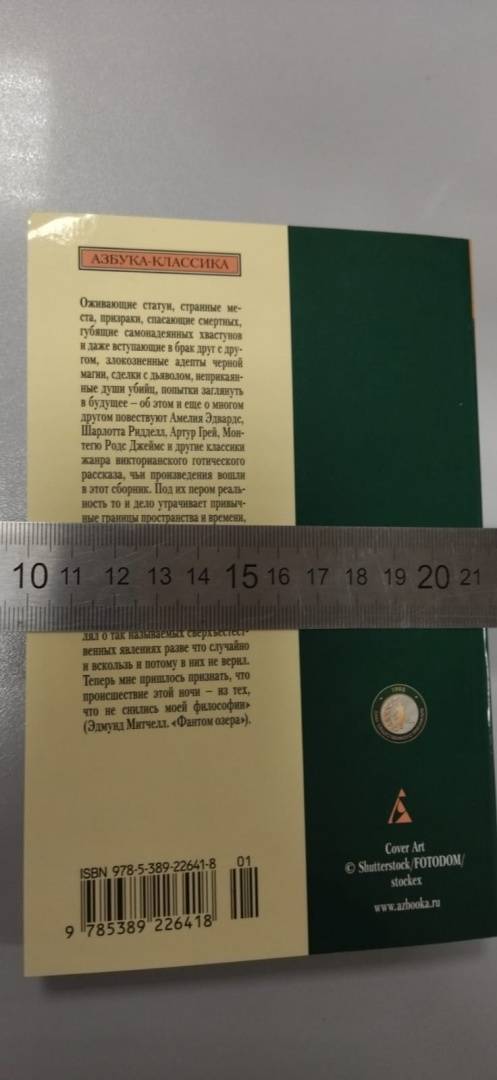 АЗБУКА-КЛАССИКА
Оживающие статуи, странные ме-
ста, призраки, спасающие смертных,
губящие самонадеянных хвастунов
и даже вступающие в брак друг с дру-
гом, злокозненные адепты черной
магии, сделки с дьяволом, неприкаян-
ные души убийц, попытки заглянуть
в будущее – об этом и еще о многом
другом повествуют Амелия Эдвардс,
Шарлотта Ридделл, Артур Грей, Мон-
тегю Родс Джеймс и другие классики
жанра викторианского готического
рассказа, чьи произведения вошли
в этот сборник. Под их пером реаль-
ность то и дело утрачивает привыч-
ные границы пространства и времени,
10 11 12 13 14 15 16 17 18 19 20 21
дял о так называемых сверхъестест-
венных явлениях разве что случайно
и вскользь и потому в них не верил.
Теперь мне пришлось признать, что
происшествие этой ночи – из тех,
что не снились моей философии»
(Эдмунд Митчелл. «Фантом озера»).
1995
ISBN 978-5-389-22641-8 01
9 785389 226418
Cover Art
© Shutterstock/FOTODOM/
stockex
www.azbooka.ru